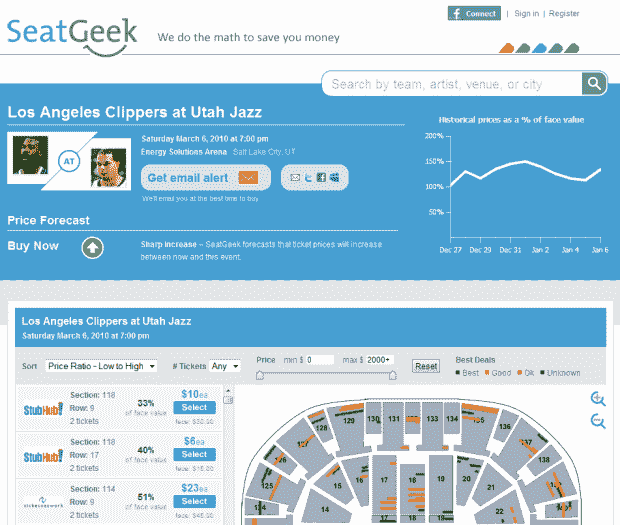 Connect | Sign in | Register
SeatGeek
We do the math to save you money
Search by team, artist, venue, or city
Los Angeles Clippers at Utah Jazz
AT
Saturday March 6, 2010 at 7:00 pm
Energy Solutions Arena Salt Lake City, UT
Get email alert
We'll email you at the best time to buy
Price Forecast
Buy Now
Sharp increase – SeatGeek forecasts that ticket prices will increase
between now and this event.
Historical prices as a % of face value
200%
150%
100%
50%
Dec 27 Dec 29 Dec 31 Jan 2 Jan 4 Jan 6
Los Angeles Clippers at Utah Jazz
Saturday March 6, 2010 at 7:00 pm
Sort Price Ratio - Low to High # Tickets Any
Price min $ 0 max $ 2000+
Reset
Best Deals
Best Good Ok Unknown
StubHub!
Section: 118
Row: 9
2 tickets
33%
of face value
$10ea
Select
face: $30.00
StubHub!
Section: 118
Row: 17
2 tickets
40%
of face value
$6ea
Select
face: $15.00
Section: 114
Row: 9
2 tickets
51%
of face value
$23ea
Select
face: $45.00
128 129 130 131 133 134
127 136
126 137
125 138
124
15 16 17 18 19 20 21
14 22